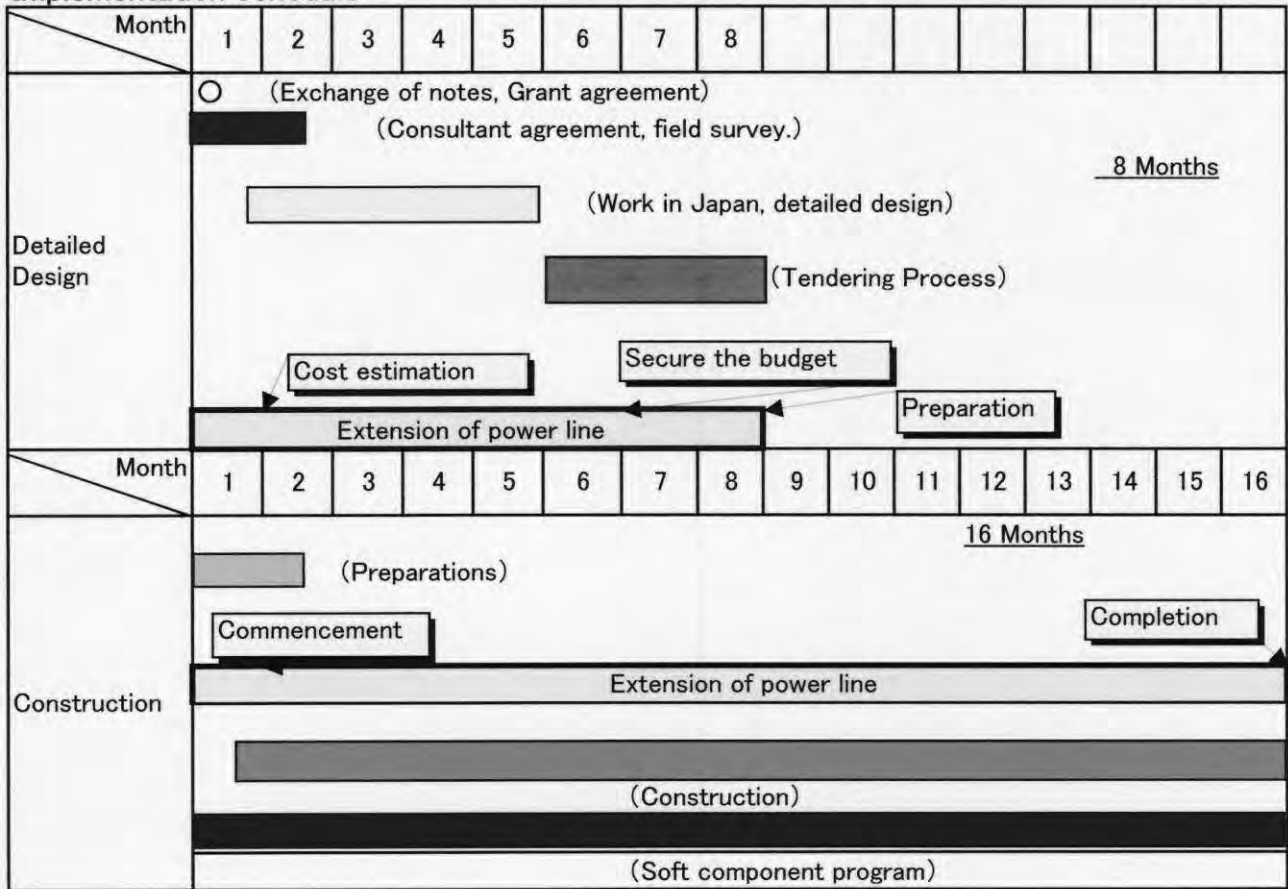 Month 1 2 3 4 5 6 7 8
(Exchange of notes, Grant agreement)
(Consultant agreement, field survey.)
8 Months
(Work in Japan, detailed design)
Detailed
Design
(Tendering Process)
Cost estimation
Secure the budget
Preparation
Extension of power line
Month 1 2 3 4 5 6 7 8 9 10 11 12 13 14 15 16
16 Months
(Preparations)
Commencement
Completion
Extension of power line
Construction
(Construction)
(Soft component program)